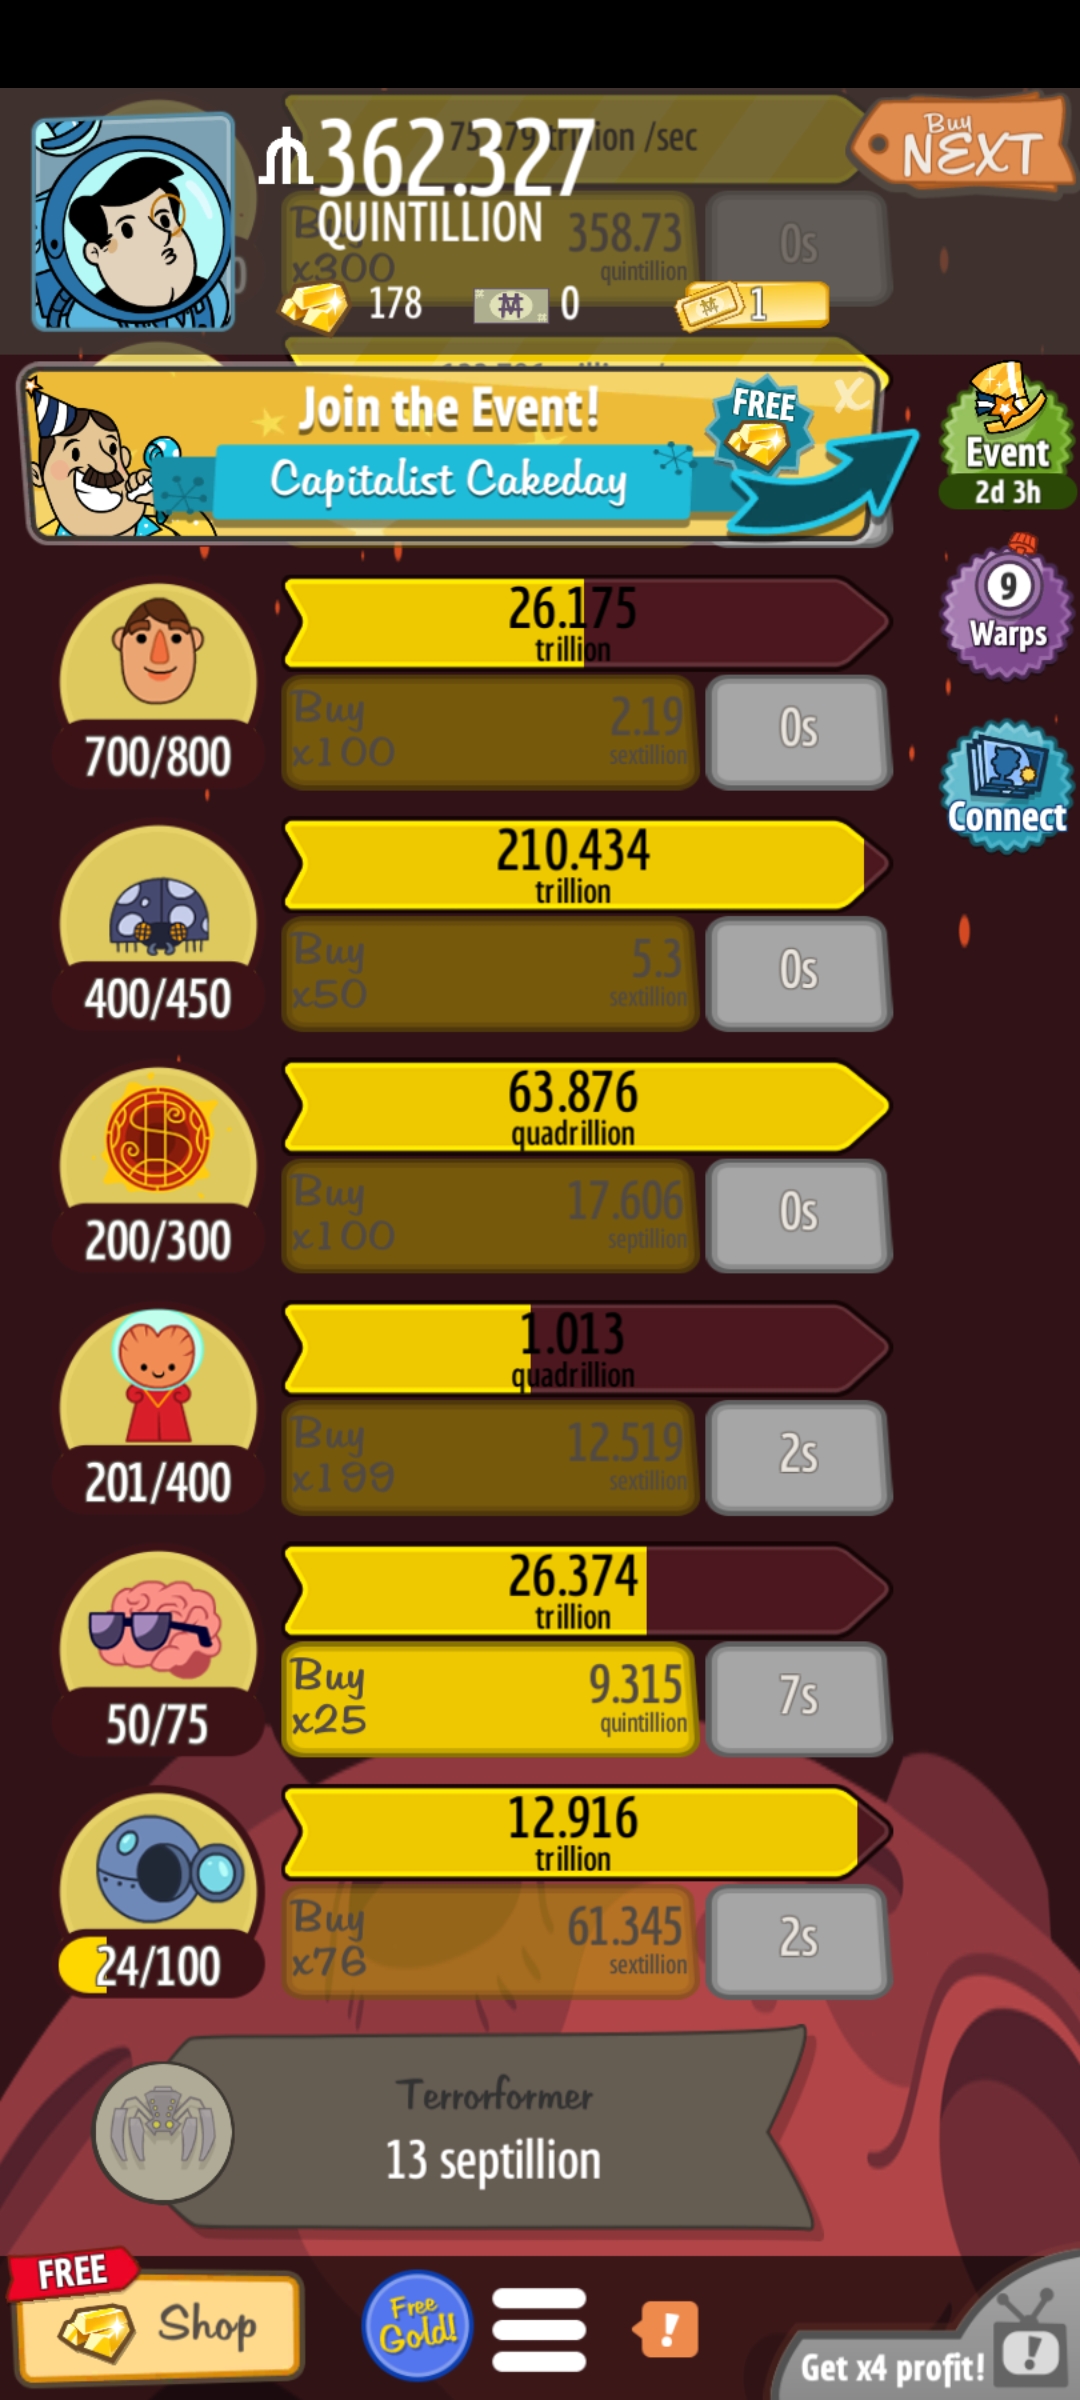 362.327
QUINTILLION
trillion /sec
Buy
NEXT
x300
358.73
quintillion
0s
178
0
1
Join the Event!
Capitalist Cakeday
FREE
x
Event
2d 3h
26.175
trillion
700/800
Buy
x100
2.19
sextillion
0s
9
Warps
210.434
trillion
400/450
Buy
x50
5.3
sextillion
0s
Connect
63.876
quadrillion
200/300
Buy
x100
17.606
septillion
0s
1.013
quadrillion
201/400
Buy
x199
12.519
sextillion
2s
26.374
trillion
50/75
Buy
x25
9.315
quintillion
7s
12.916
trillion
24/100
Buy
x76
61.345
sextillion
2s
Terrorformer
13 septillion
FREE
Shop
Free
Gold!
!
Get x4 profit!
!